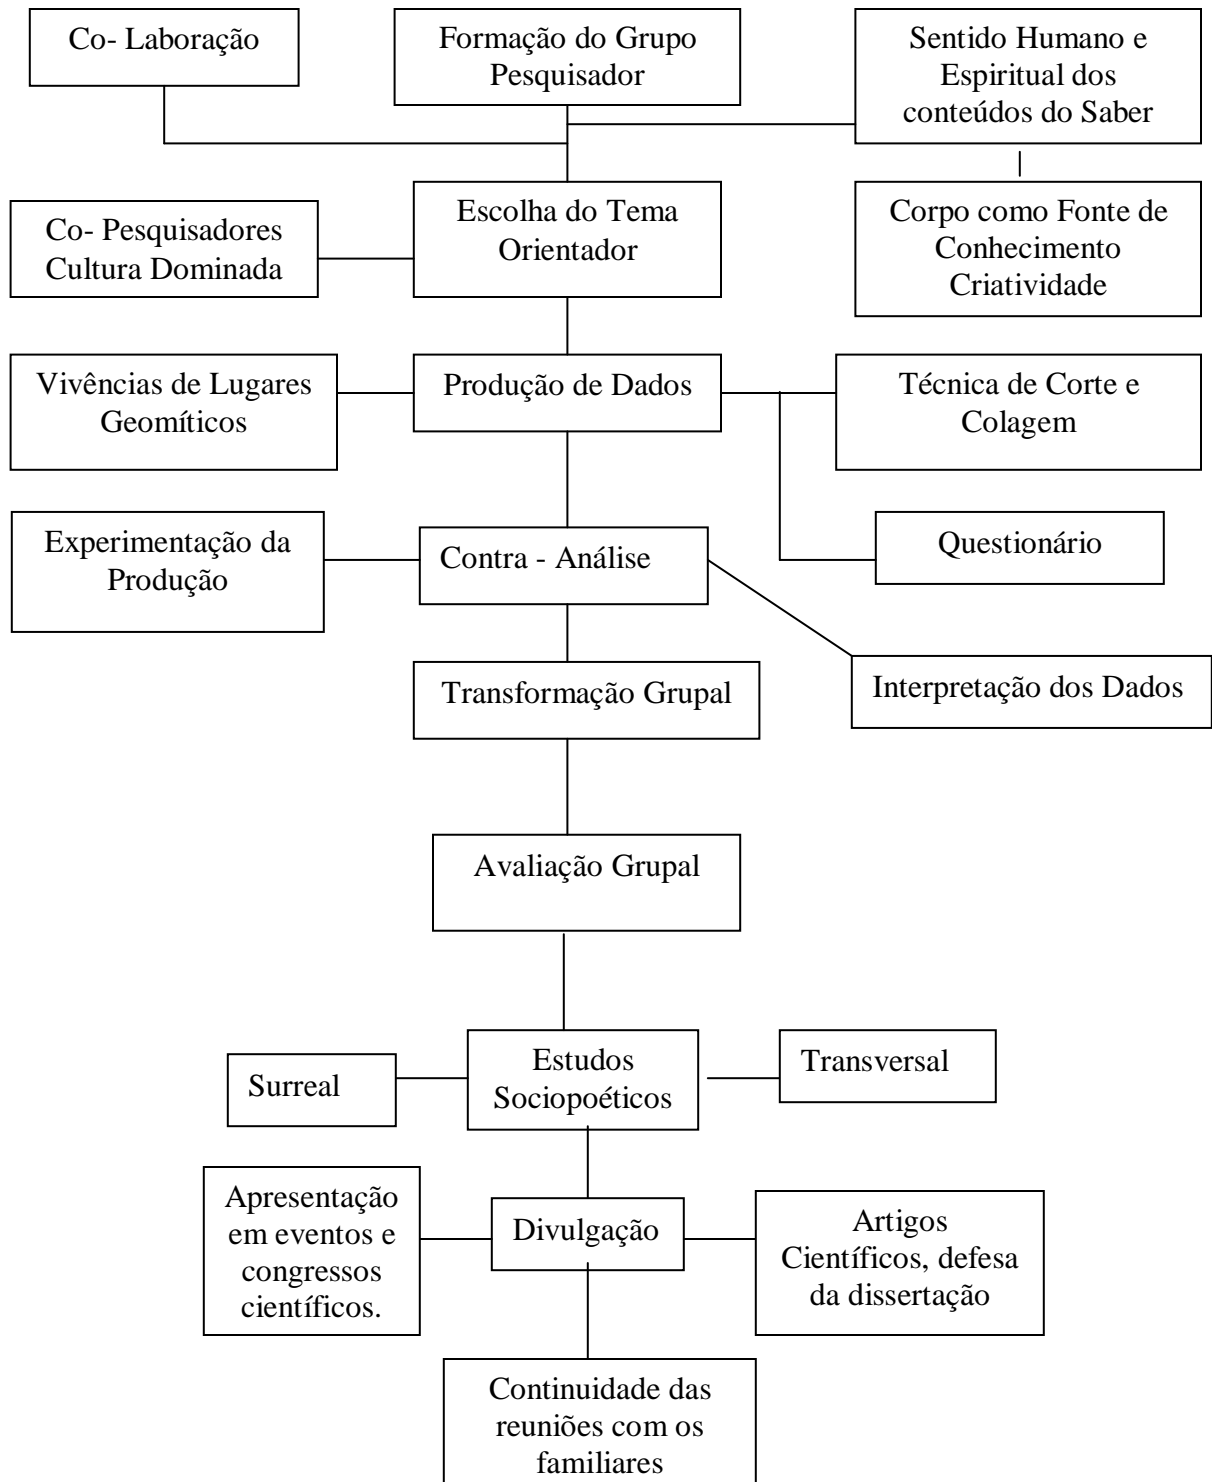 Co- Laboração
Formação do Grupo
Pesquisador
Sentido Humano e
Espiritual dos
conteúdos do Saber
Co- Pesquisadores
Cultura Dominada
Escolha do Tema
Orientador
Corpo como Fonte de
Conhecimento
Criatividade
Vivências de Lugares
Geomíticos
Produção de Dados
Técnica de Corte e
Colagem
Experimentação da
Produção
Contra - Análise
Questionário
Transformação Grupal
Interpretação dos Dados
Avaliação Grupal
Surreal
Estudos
Sociopoéticos
Transversal
Apresentação
em eventos e
congressos
científicos.
Divulgação
Artigos
Científicos, defesa
da dissertação
Continuidade das
reuniões com os
familiares